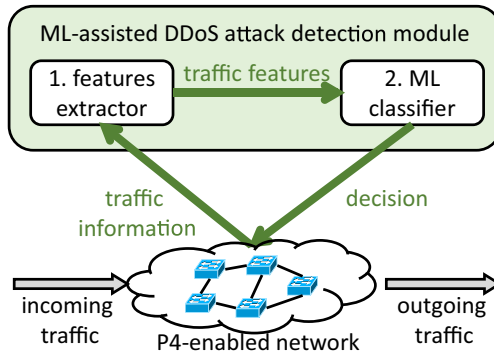 ML-assisted DDoS attack detection module
1. features
extractor
traffic features
2. ML
classifier
traffic
information
decision
incoming
traffic
outgoing
traffic
P4-enabled network